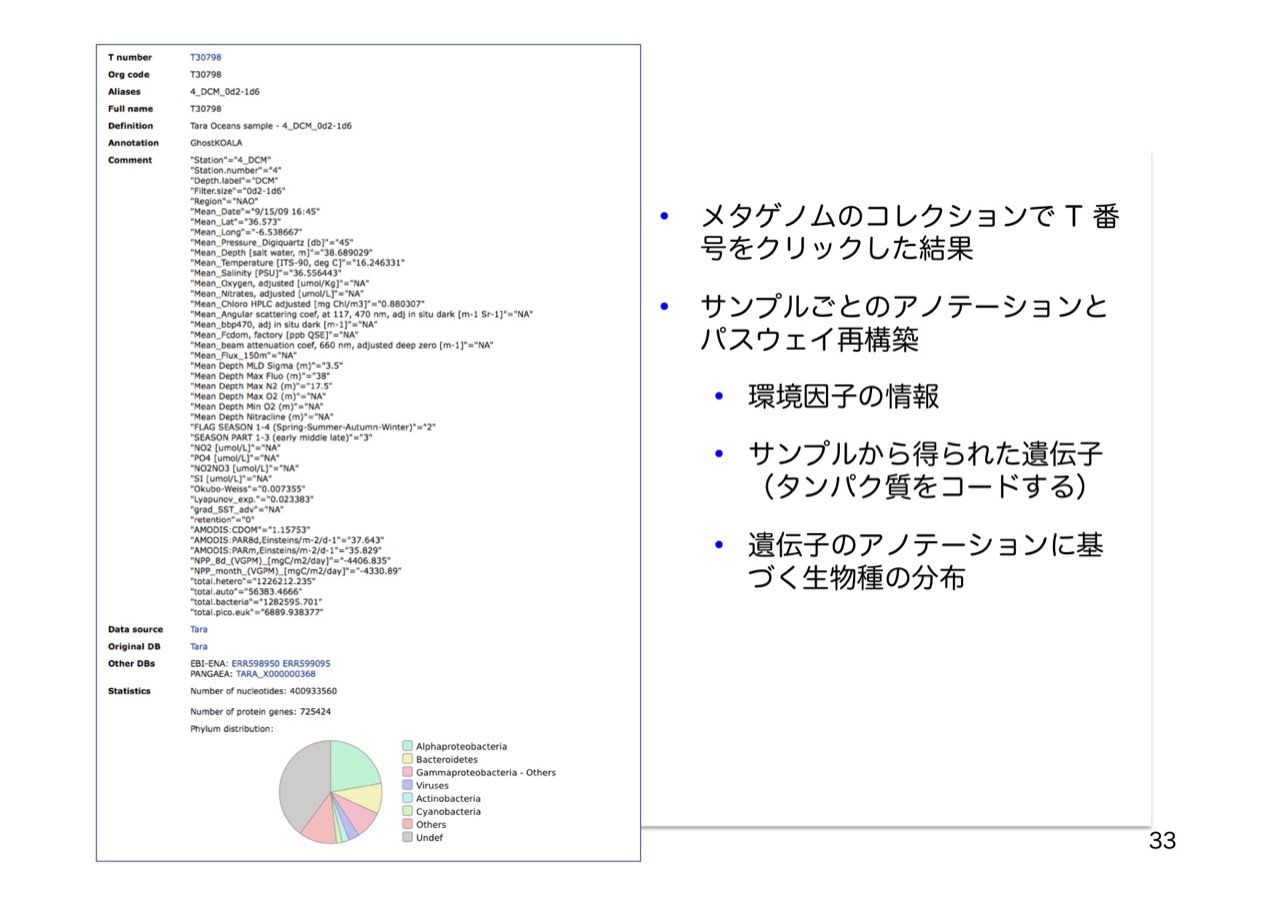 T number T30798
Org code T30798
Aliases 4_DCM_0d2-1d6
Full name T30798
Definition Tara Oceans sample - 4_DCM_0d2-1d6
Annotation GhostKOALA
Comment "Station"="4_DCM"
"Station.number"="4"
"Depth.label"="DCM"
"Filter.size"="0d2-1d6"
"Region"="NAO"
"Mean_Date"="9/15/09 16:45"
"Mean_Lat"="36.573"
"Mean_Long"="-6.538667"
"Mean_Pressure_Digiquartz [db]"="45"
"Mean_Depth [salt water, m]"="38.689029"
"Mean_Temperature [ITS-90, deg C]"="16.246331"
"Mean_Salinity [PSU]"="36.556443"
"Mean_Oxygen, adjusted [umol/Kg]"="NA"
"Mean_Nitrates, adjusted [umol/L]"="NA"
"Mean_Chloro HPLC adjusted [mg Chl/m3]"="0.880307"
"Mean_Angular scattering coef, at 117, 470 nm, adj in situ dark [m-1 Sr-1]"="NA"
"Mean_bbp470, adj in situ dark [m-1]"="NA"
"Mean_Fcdom, factory [ppb QSE]"="NA"
"Mean_beam attenuation coef, 660 nm, adjusted deep zero [m-1]"="NA"
"Mean_Flux_150m"="NA"
"Mean Depth MLD Sigma (m)"="3.5"
"Mean Depth Max Fluo (m)"="38"
"Mean Depth Max N2 (m)"="17.5"
"Mean Depth Max O2 (m)"="NA"
"Mean Depth Min O2 (m)"="NA"
"Mean Depth Nitracline (m)"="NA"
"FLAG SEASON 1-4 (Spring-Summer-Autumn-Winter)"="2"
"SEASON PART 1-3 (early middle late)"="3"
"NO2 [umol/L]"="NA"
"PO4 [umol/L]"="NA"
"NO2NO3 [umol/L]"="NA"
"SI [umol/L]"="NA"
"Okubo-Weiss"="0.007355"
"Lyapunov_exp."="0.023383"
"grad_SST_adv"="NA"
"retention"="0"
"AMODIS:CDOM"="1.15753"
"AMODIS:PAR8d,Einsteins/m-2/d-1"="37.643"
"AMODIS:PARm,Einsteins/m-2/d-1"="35.829"
"NPP_8d_(VGPM)_[mgC/m2/day]"="-4406.835"
"NPP_month_(VGPM)_[mgC/m2/day]"="-4330.89"
"total.hetero"="1226212.235"
"total.auto"="56383.4666"
"total.bacteria"="1282595.701"
"total.pico.euk"="6889.938377"
Data source Tara
Original DB Tara
Other DBs EBI-ENA: ERR598950 ERR599095
PANGAEA: TARA_X000000368
Statistics Number of nucleotides: 400933560
Number of protein genes: 725424
Phylum distribution:
Alphaproteobacteria
Bacteroidetes
Gammaproteobacteria - Others
Viruses
Actinobacteria
Cyanobacteria
Others
Undef
• メタゲノムのコレクションで T 番
号をクリックした結果
• サンプルごとのアノテーションと
パスウェイ再構築
• 環境因子の情報
• サンプルから得られた遺伝子
（タンパク質をコードする）
• 遺伝子のアノテーションに基
づく生物種の分布
33